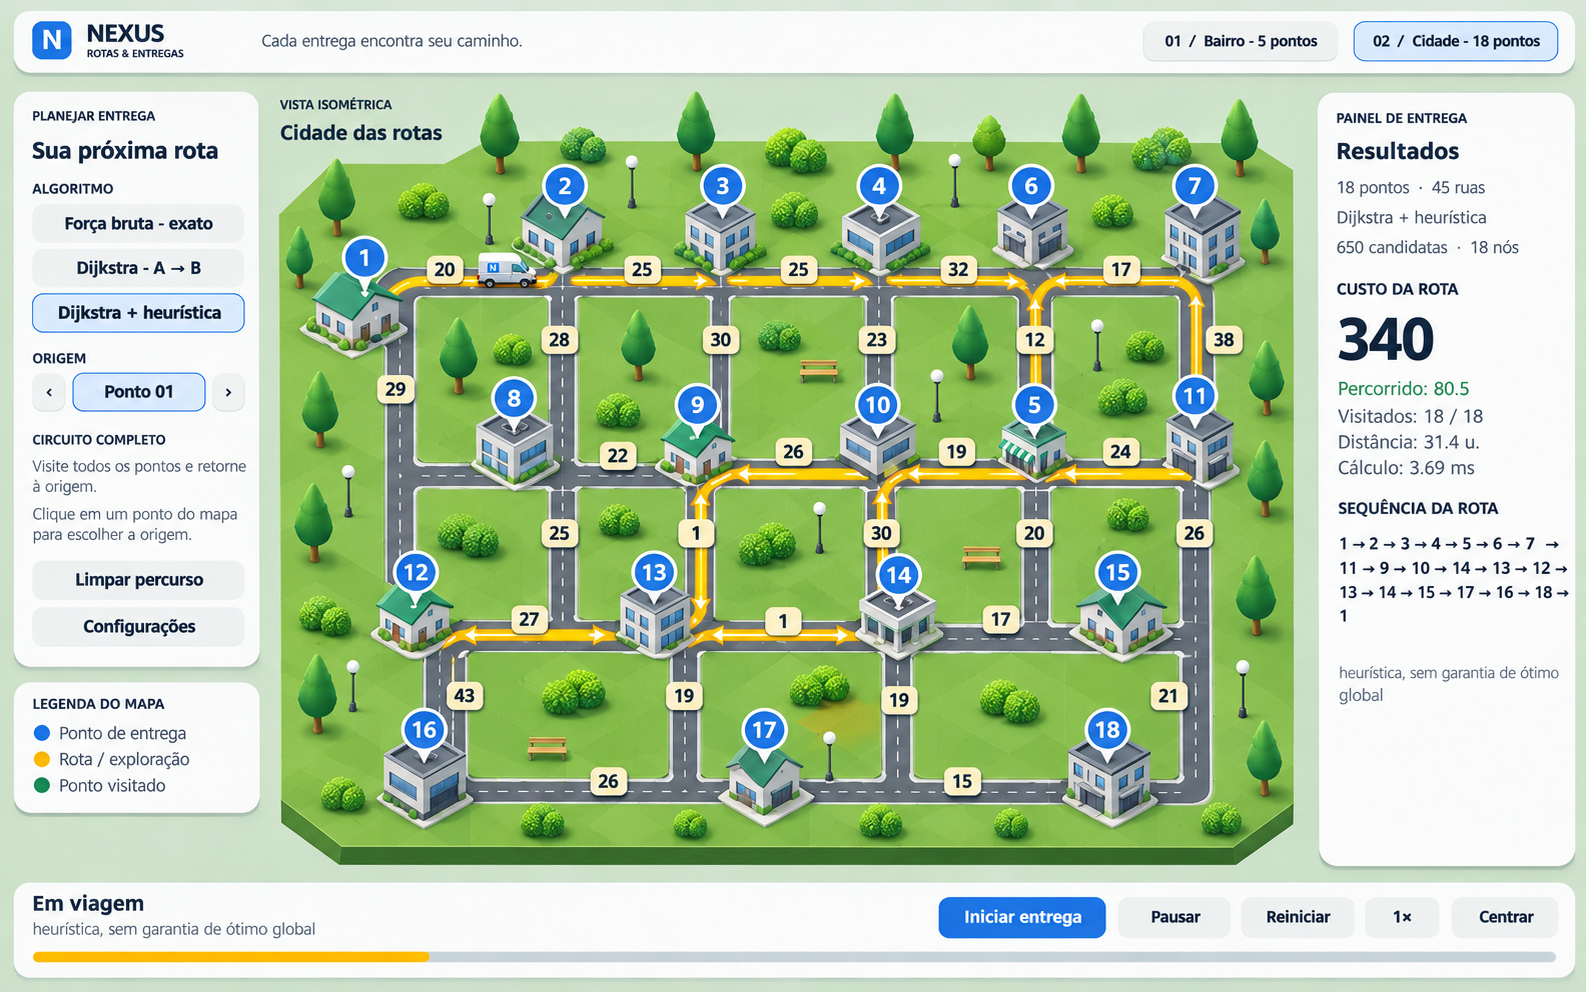 N
NEXUS
ROTAS & ENTREGAS
Cada entrega encontra seu caminho.
01 / Bairro - 5 pontos
02 / Cidade - 18 pontos
PLANEJAR ENTREGA
Sua próxima rota
ALGORITMO
Força bruta - exato
Dijkstra - A → B
Dijkstra + heurística
ORIGEM
‹ Ponto 01 ›
CIRCUITO COMPLETO
Visite todos os pontos e retorne
à origem.
Clique em um ponto do mapa
para escolher a origem.
Limpar percurso
Configurações
LEGENDA DO MAPA
Ponto de entrega
Rota / exploração
Ponto visitado
VISTA ISOMÉTRICA
Cidade das rotas
2 3 4 6 7
1
20 N 25 25 32 17
28 30 23 12 38
29
8 9 10 5 11
22 26 19 24
25 1 30 20 26
12 13 14 15
27 1 17
43 19 19 21
16 17 18
26 15
PAINEL DE ENTREGA
Resultados
18 pontos · 45 ruas
Dijkstra + heurística
650 candidatas · 18 nós
CUSTO DA ROTA
340
Percorrido: 80.5
Visitados: 18 / 18
Distância: 31.4 u.
Cálculo: 3.69 ms
SEQUÊNCIA DA ROTA
1 → 2 → 3 → 4 → 5 → 6 → 7 →
11 → 9 → 10 → 14 → 13 → 12 →
13 → 14 → 15 → 17 → 16 → 18 →
1
heurística, sem garantia de ótimo
global
Em viagem
heurística, sem garantia de ótimo global
Iniciar entrega
Pausar
Reiniciar
1×
Centrar